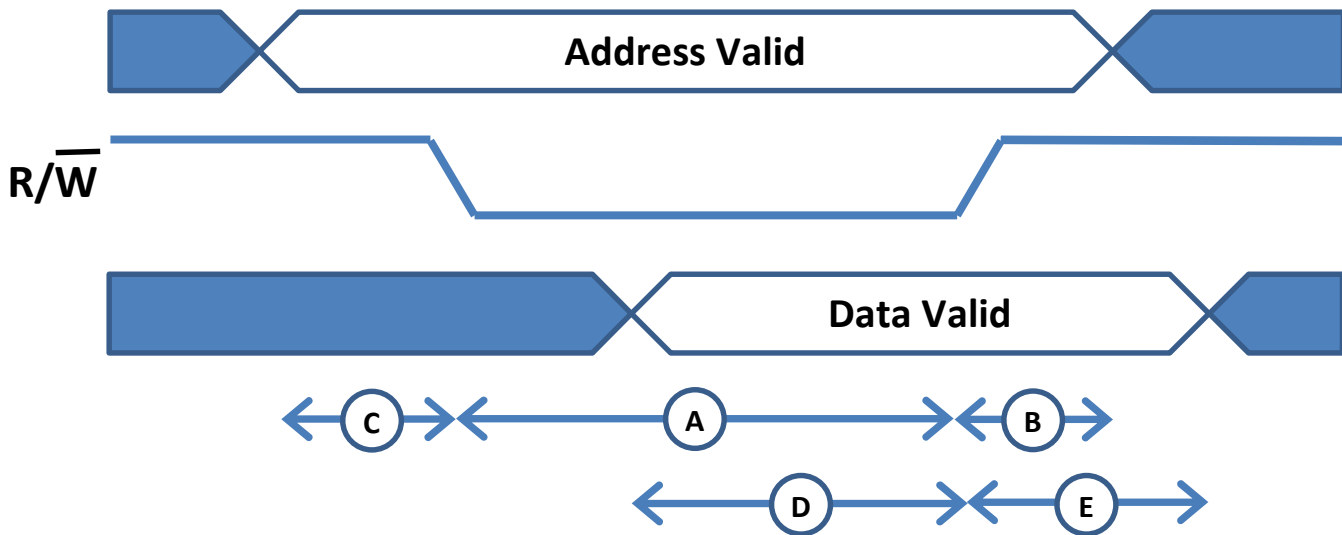 Address Valid
R/W̅
Data Valid
C A B
D E